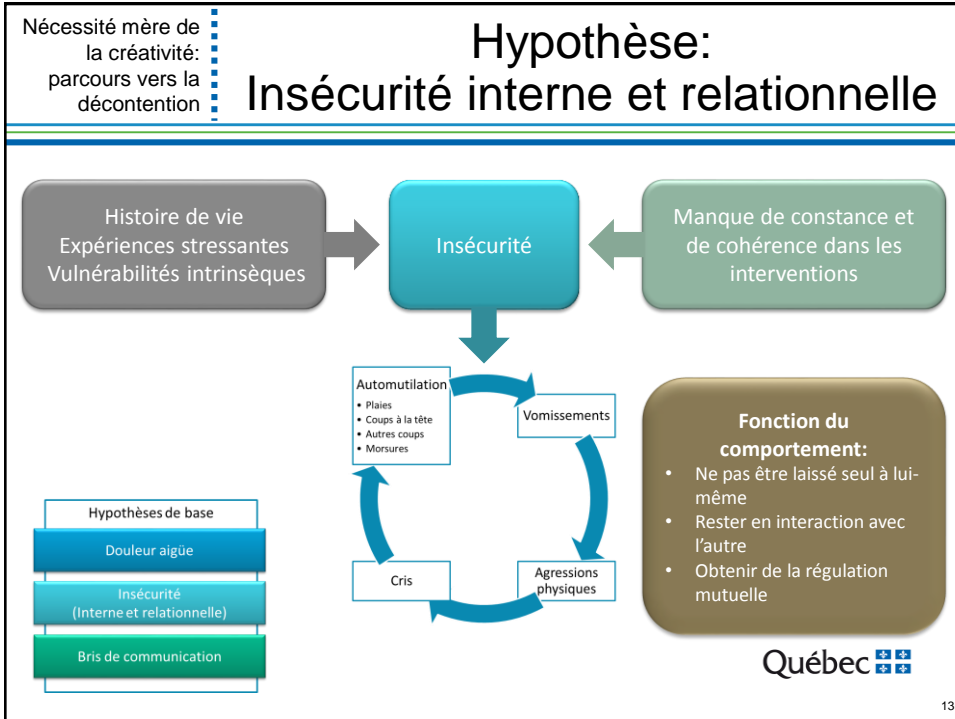 Nécessité mère de
la créativité:
parcours vers la
décontention
Hypothèse:
Insécurité interne et relationnelle
Histoire de vie
Expériences stressantes
Vulnérabilités intrinsèques
Insécurité
Manque de constance et
de cohérence dans les
interventions
Automutilation
• Plaies
• Coups à la tête
• Autres coups
• Morsures
Vomissements
Agressions
physiques
Cris
Fonction du
comportement:
• Ne pas être laissé seul à lui-
même
• Rester en interaction avec
l'autre
• Obtenir de la régulation
mutuelle
Hypothèses de base
Douleur aigüe
Insécurité
(Interne et relationnelle)
Bris de communication
Québec
13